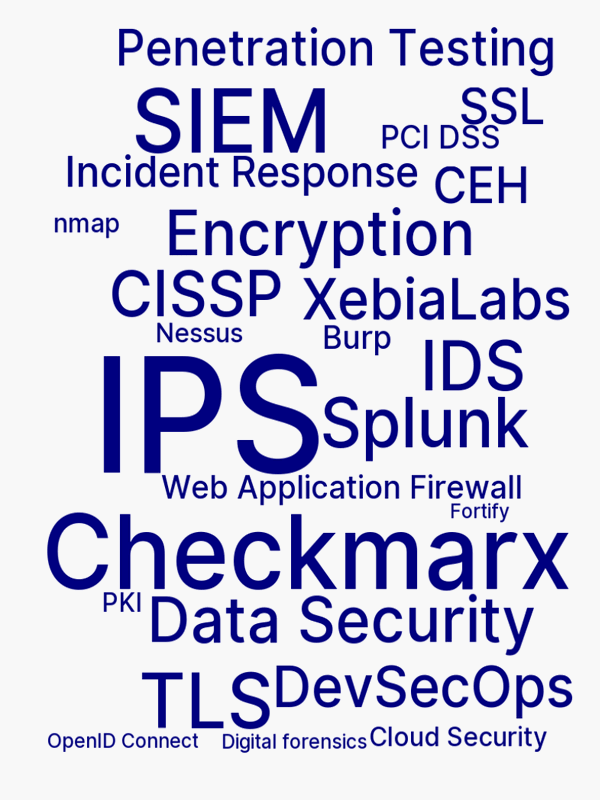 Penetration Testing
SIEM
SSL
PCI DSS
Incident Response
CEH
nmap
Encryption
CISSP
XebiaLabs
Nessus
Burp
IDS
IPS
Splunk
Web Application Firewall
Fortify
Checkmarx
PKI
Data Security
TLS
DevSecOps
OpenID Connect
Digital forensics
Cloud Security